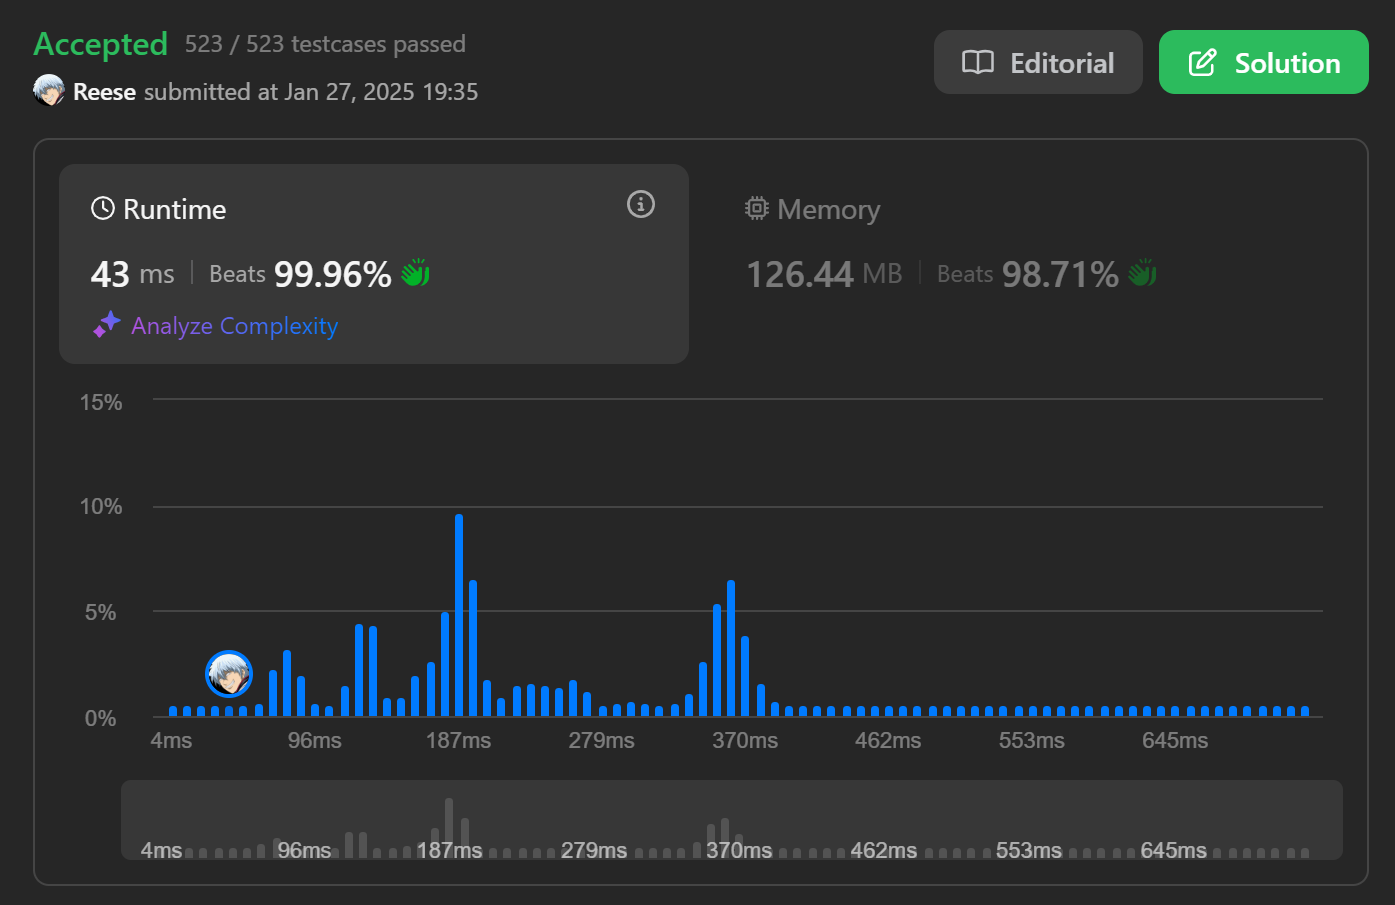 Accepted 523 / 523 testcases passed
Reese submitted at Jan 27, 2025 19:35
Editorial
Solution
Runtime
43 ms | Beats 99.96%
Analyze Complexity
Memory
126.44 MB | Beats 98.71%
15%
10%
5%
0%
4ms 96ms 187ms 279ms 370ms 462ms 553ms 645ms
4ms 96ms 187ms 279ms 370ms 462ms 553ms 645ms